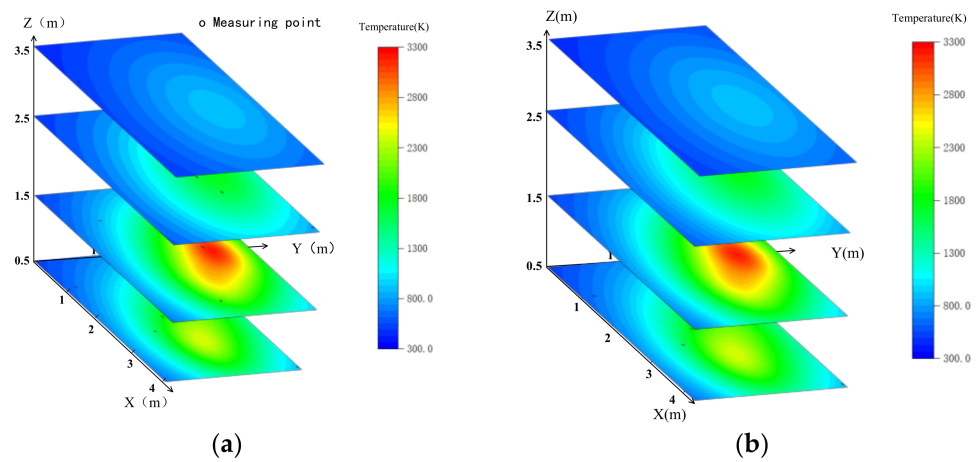 Z（m）
o Measuring point
Temperature(K)
3300
2800
2300
1800
1300
800.0
300.0
3.5
2.5
1.5
0.5
1
Y（m）
1
2
3
4
X（m）
(a)
Z(m)
Temperature(K)
3300
2800
2300
1800
1300
800.0
300.0
3.5
2.5
1.5
0.5
1
Y(m)
1
2
3
4
X(m)
(b)